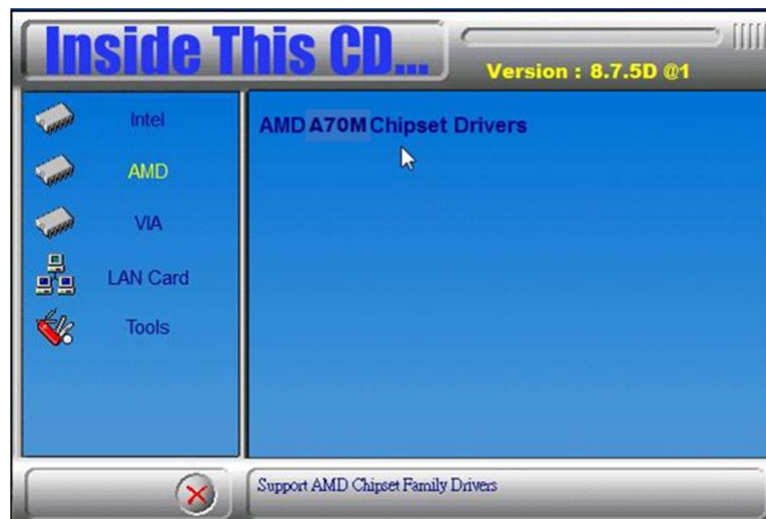 Inside This CD...
Version : 8.7.5D @1
Intel
AMD
VIA
LAN Card
Tools
AMD A70M Chipset Drivers
Support AMD Chipset Family Drivers